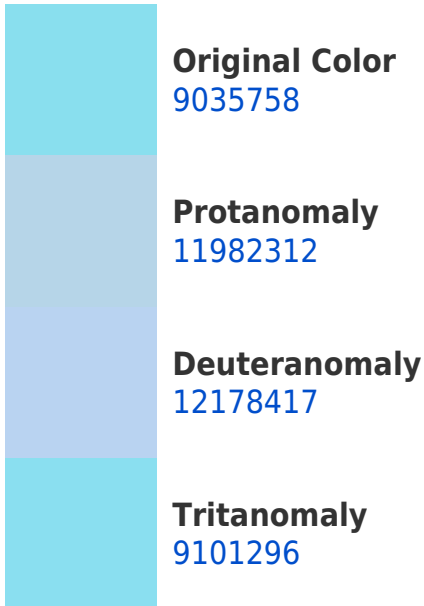 Original Color
9035758
Protanomaly
11982312
Deuteranomaly
12178417
Tritanomaly
9101296